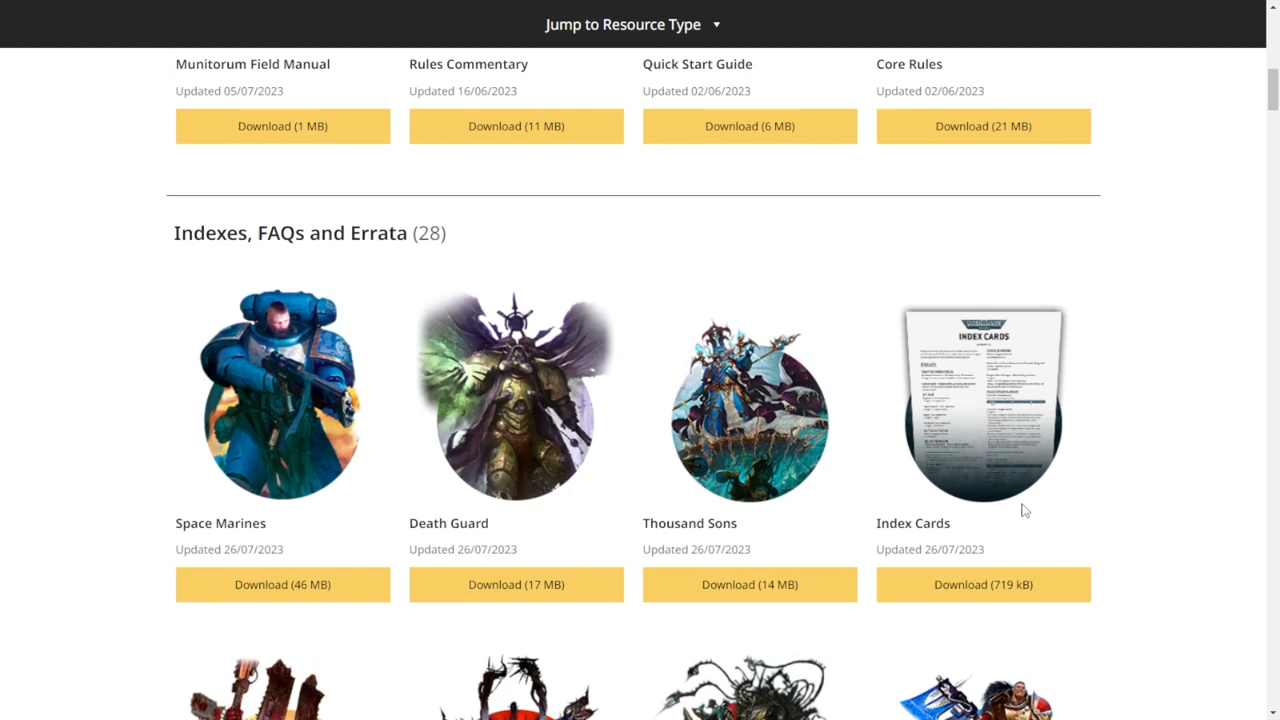 Jump to Resource Type
Munitorum Field Manual
Rules Commentary
Quick Start Guide
Core Rules
Updated 05/07/2023
Updated 16/06/2023
Updated 02/06/2023
Updated 02/06/2023
Download (1 MB)
Download (11 MB)
Download (6 MB)
Download (21 MB)
Indexes, FAQs and Errata (28)
INDEX CARDS
Space Marines
Death Guard
Thousand Sons
Index Cards
Updated 26/07/2023
Updated 26/07/2023
Updated 26/07/2023
Updated 26/07/2023
Download (46 MB)
Download (17 MB)
Download (14 MB)
Download (719 kB)